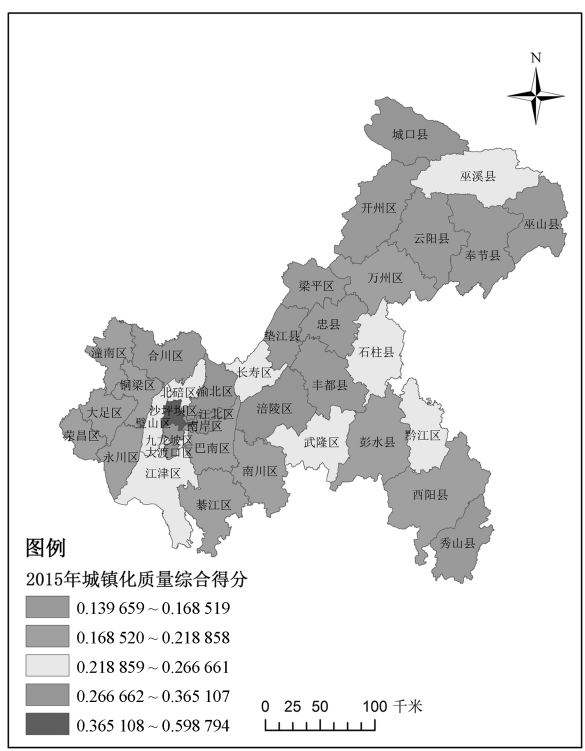 N
城口县
巫溪县
开州区
巫山县
云阳县
奉节县
万州区
梁平区
忠县
垫江县
石柱县
潼南区
合川区
长寿区
丰都县
铜梁区
北碚区
渝北区
大足区
沙坪坝区
江北区
涪陵区
璧山区
南岸区
荣昌区
九龙坡区
武隆区
彭水县
黔江区
永川区
大渡口区
巴南区
江津区
南川区
酉阳县
綦江区
秀山县
图例
2015年城镇化质量综合得分
0.139 659~0.168 519
0.168 520~0.218 858
0.218 859~0.266 661
0.266 662~0.365 107
0.365 108~0.598 794
0 25 50 100 千米